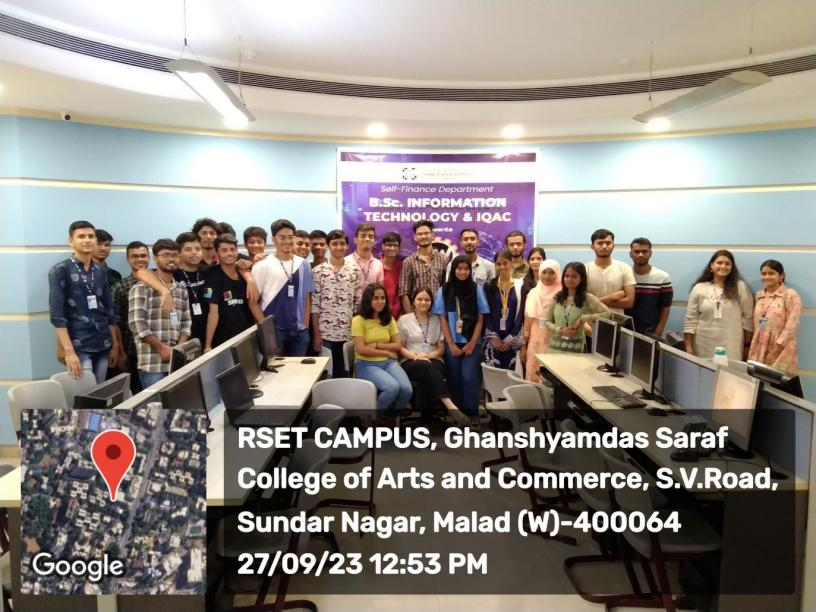 Self-Finance Department
B.Sc. INFORMATION
TECHNOLOGY & IQAC
RSET CAMPUS, Ghanshyamdas Saraf
College of Arts and Commerce, S.V.Road,
Sundar Nagar, Malad (W)-400064
27/09/23 12:53 PM
Google